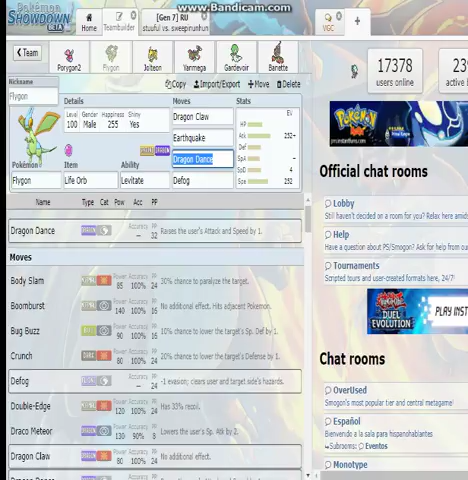 www.Bandicam.com
Pokémon
SHOWDOWN
BETA
Home
Teambuilder
[Gen 7] RU
stuuful vs. sweepnunkun
VGC
+
Team
Porygon2
Flygon
Jolteon
Yanmega
Gardevoir
Banette
Copy
Import/Export
Move
Delete
Nickname
Flygon
Details
Level Gender Happiness Shiny
100 Male 255 Yes
Moves
Dragon Claw
Earthquake
Dragon Dance
Defog
Stats
EV
HP
Atk 252+
Def
SpA –
SpD 4
Spe 252
Pokémon
Flygon
Item
Life Orb
Ability
Levitate
Name Type Cat Pow Acc PP
Dragon Dance DRAGON Accuracy — PP 32 Raises the user's Attack and Speed by 1.
Moves
Body Slam Power 85 Accuracy 100% PP 24 30% chance to paralyze the target.
Boomburst Power 140 Accuracy 100% PP 16 No additional effect. Hits adjacent Pokemon.
Bug Buzz Power 90 Accuracy 100% PP 16 10% chance to lower the target's Sp. Def by 1.
Crunch DARK Power 80 Accuracy 100% PP 24 20% chance to lower the target's Defense by 1.
Defog Accuracy — PP 24 -1 evasion; clears user and target side's hazards.
Double-Edge Power 120 Accuracy 100% PP 24 Has 33% recoil.
Draco Meteor DRAGON Power 130 Accuracy 90% PP 8 Lowers the user's Sp. Atk by 2.
Dragon Claw DRAGON Power 80 Accuracy 100% PP 24 No additional effect.
17378
users online
239
active b
Pokémon
Official chat rooms
Lobby
Still haven't decided on a room for you? Relax here amids
Help
Have a question about PS/Smogon? Ask for help from ou
Tournaments
Scripted tours and user-created formats here, 24/7!
Yu-Gi-Oh!
DUEL
EVOLUTION
PLAY INST
Chat rooms
OverUsed
Smogon's most popular tier and central metagame!
Español
Bienvenido a la sala para hispanohablantes!
Subrooms: Events
Monotype